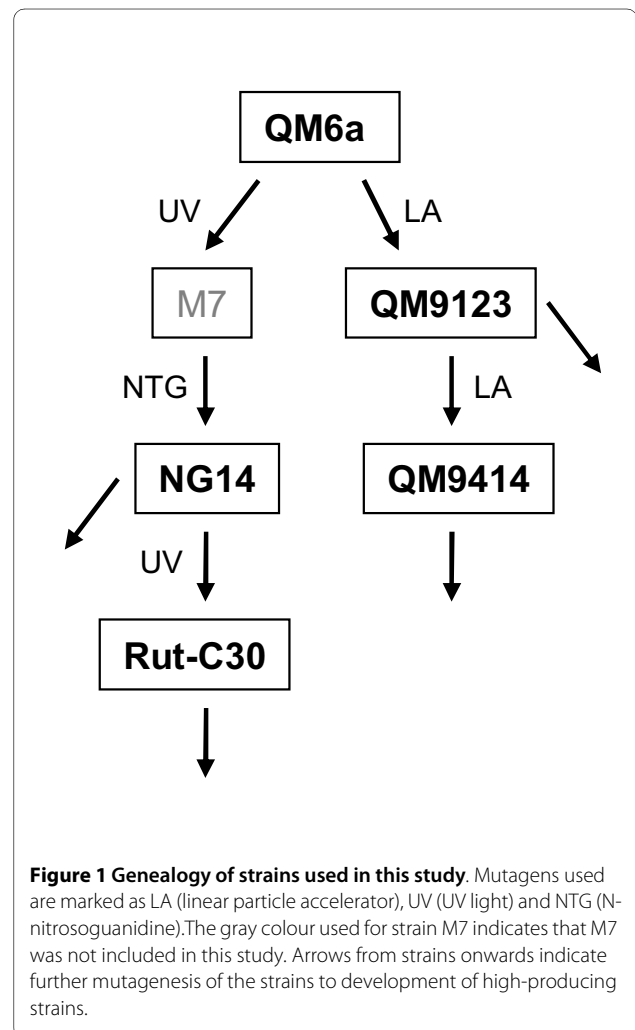 QM6a
UV
LA
M7
QM9123
NTG
LA
NG14
QM9414
UV
Rut-C30
Figure 1 Genealogy of strains used in this study. Mutagens used
are marked as LA (linear particle accelerator), UV (UV light) and NTG (N-
nitrosoguanidine).The gray colour used for strain M7 indicates that M7
was not included in this study. Arrows from strains onwards indicate
further mutagenesis of the strains to development of high-producing
strains.